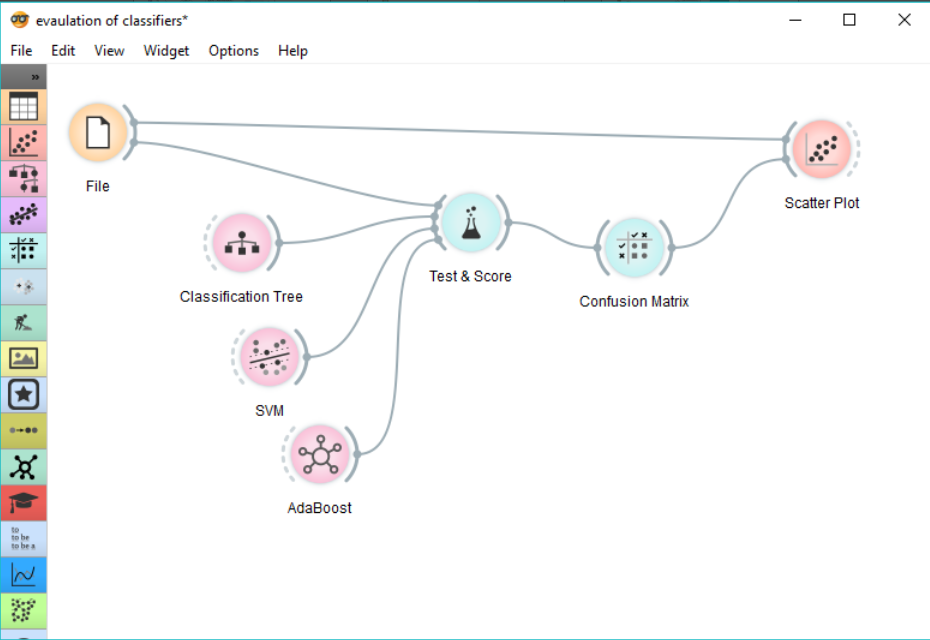 evaulation of classifiers*
File Edit View Widget Options Help
»
File
Scatter Plot
Test & Score
Classification Tree
Confusion Matrix
SVM
AdaBoost
to
to be
to be a